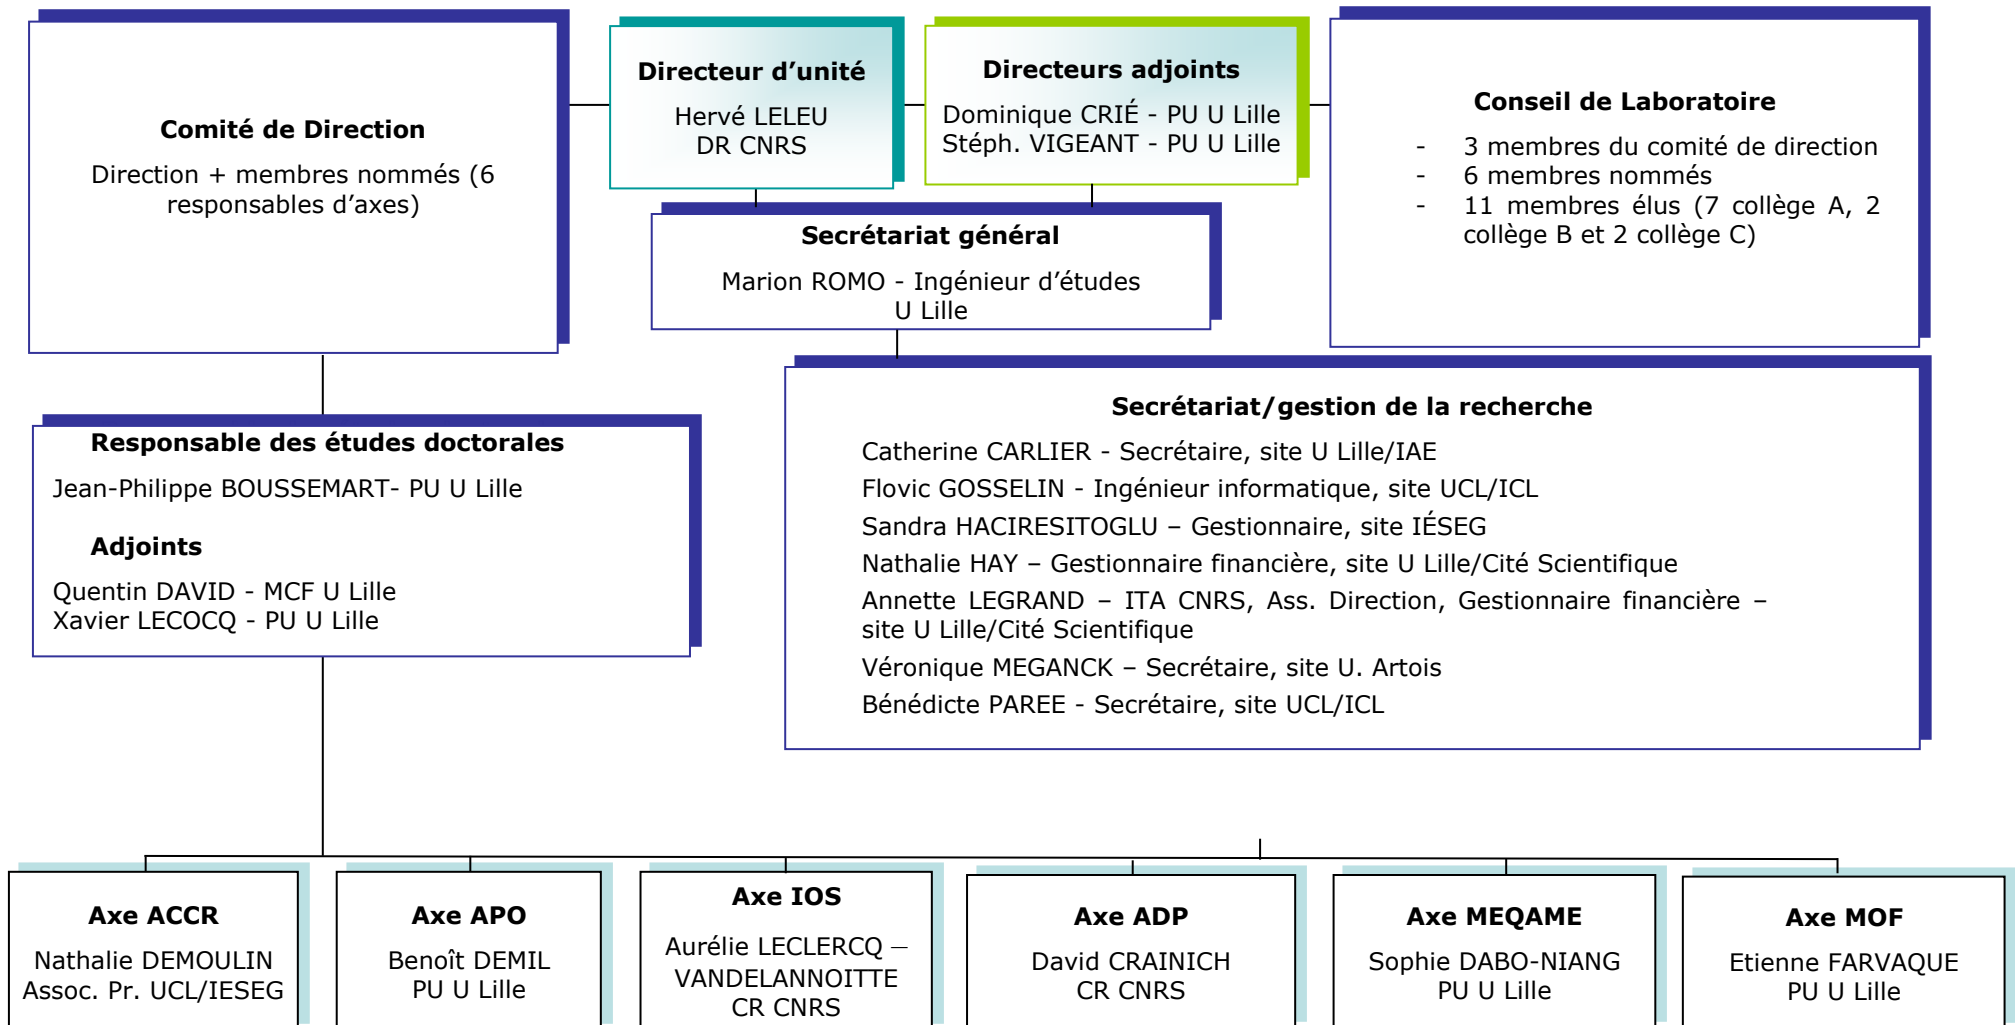 Comité de Direction
Direction + membres nommés (6
responsables d’axes)
Directeur d’unité
Hervé LELEU
DR CNRS
Directeurs adjoints
Dominique CRIÉ - PU U Lille
Stéph. VIGEANT - PU U Lille
Conseil de Laboratoire
- 3 membres du comité de direction
- 6 membres nommés
- 11 membres élus (7 collège A, 2
collège B et 2 collège C)
Secrétariat général
Marion ROMO - Ingénieur d’études
U Lille
Responsable des études doctorales
Jean-Philippe BOUSSEMART- PU U Lille
Adjoints
Quentin DAVID - MCF U Lille
Xavier LECOCQ - PU U Lille
Secrétariat/gestion de la recherche
Catherine CARLIER - Secrétaire, site U Lille/IAE
Flovic GOSSELIN - Ingénieur informatique, site UCL/ICL
Sandra HACIRESITOGLU – Gestionnaire, site IÉSEG
Nathalie HAY – Gestionnaire financière, site U Lille/Cité Scientifique
Annette LEGRAND – ITA CNRS, Ass. Direction, Gestionnaire financière –
site U Lille/Cité Scientifique
Véronique MEGANCK – Secrétaire, site U. Artois
Bénédicte PAREE - Secrétaire, site UCL/ICL
Axe ACCR
Nathalie DEMOULIN
Assoc. Pr. UCL/IESEG
Axe APO
Benoît DEMIL
PU U Lille
Axe IOS
Aurélie LECLERCQ –
VANDELANNOITTE
CR CNRS
Axe ADP
David CRAINICH
CR CNRS
Axe MEQAME
Sophie DABO-NIANG
PU U Lille
Axe MOF
Etienne FARVAQUE
PU U Lille